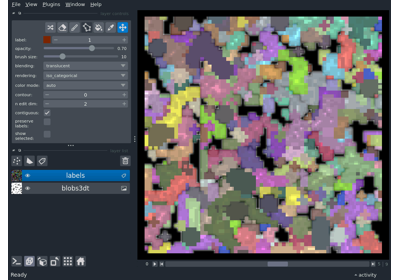 File View Plugins Window Help
label: 1
opacity: 0.70
brush size: 10
blending: translucent
rendering: iso_categorical
color mode: auto
contour: 0
n edit dim: 2
contiguous:
preserve
labels:
show
selected:
labels
blobs3dt
Ready
activity